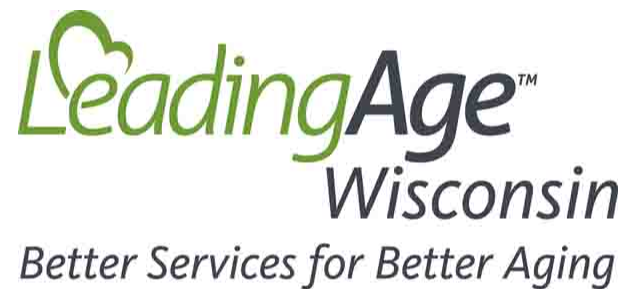 LeadingAge™
Wisconsin
Better Services for Better Aging